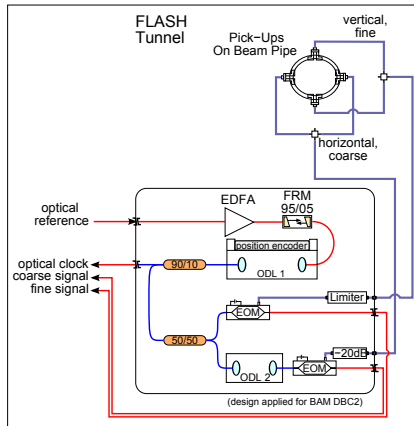 FLASH
Tunnel
Pick−Ups
On Beam Pipe
vertical,
fine
horizontal,
coarse
optical
reference
EDFA
FRM
95/05
position encoder
optical clock
coarse signal
fine signal
90/10
ODL 1
Limiter
EOM
50/50
−20dB
EOM
ODL 2
(design applied for BAM DBC2)